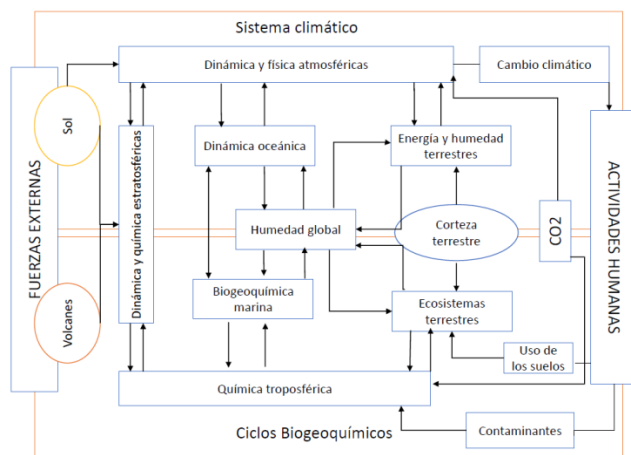 Sistema climático
Dinámica y física atmosféricas
Cambio climático
FUERZAS EXTERNAS
Sol
Dinámica y química estratosféricas
Dinámica oceánica
Energía y humedad
terrestres
ACTIVIDADES HUMANAS
Humedad global
Corteza
terrestre
CO2
Volcanes
Biogeoquímica
marina
Ecosistemas
terrestres
Uso de
los suelos
Química troposférica
Ciclos Biogeoquímicos
Contaminantes